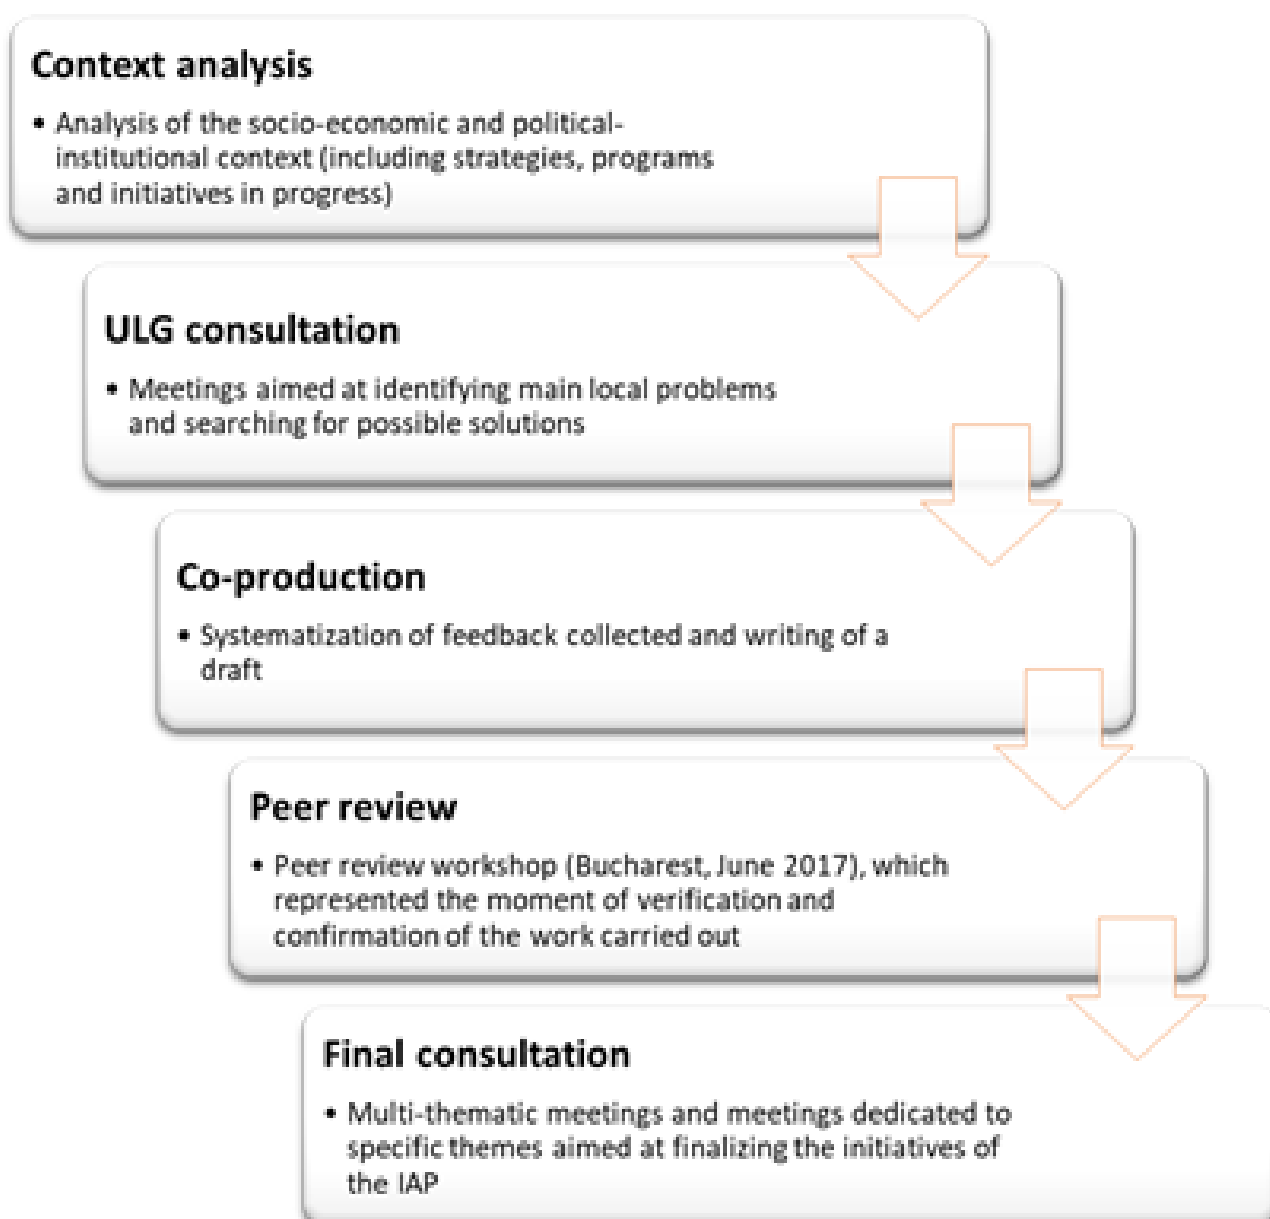 Context analysis
• Analysis of the socio-economic and political-
institutional context (including strategies, programs
and initiatives in progress)
ULG consultation
• Meetings aimed at identifying main local problems
and searching for possible solutions
Co-production
• Systematization of feedback collected and writing of a
draft
Peer review
• Peer review workshop (Bucharest, June 2017), which
represented the moment of verification and
confirmation of the work carried out
Final consultation
• Multi-thematic meetings and meetings dedicated to
specific themes aimed at finalizing the initiatives of
the IAP